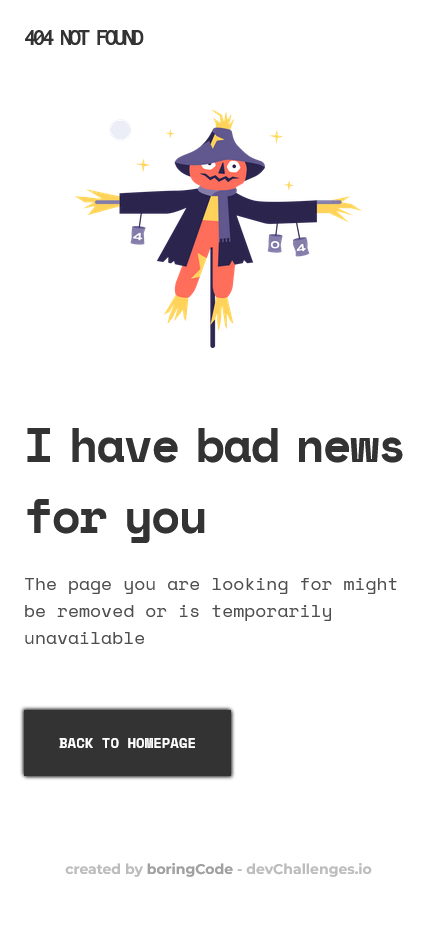 404 NOT FOUND
4
0
4
I have bad news
for you
The page you are looking for might
be removed or is temporarily
unavailable
BACK TO HOMEPAGE
created by boringCode - devChallenges.io